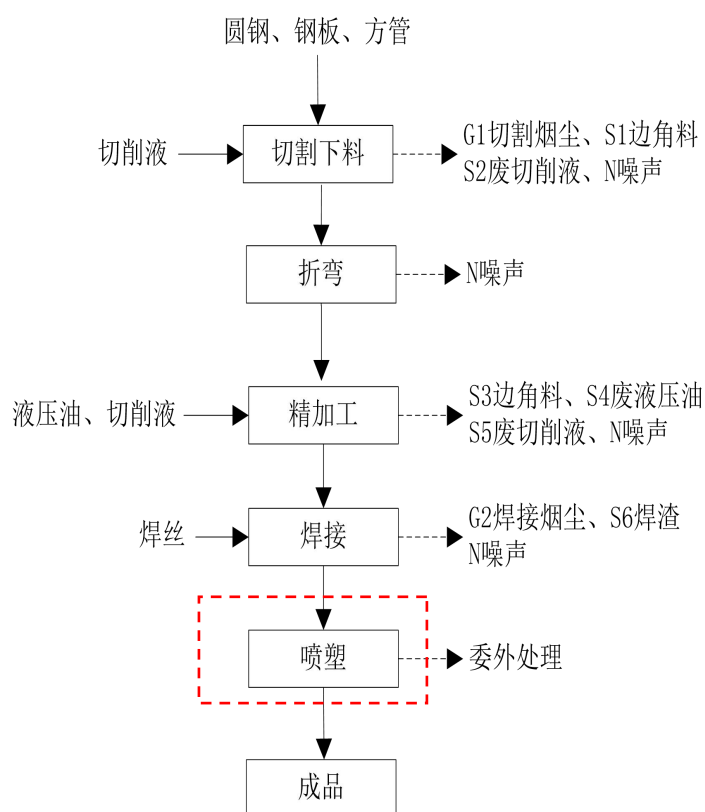 圆钢、钢板、方管
切削液
切割下料
G1切割烟尘、S1边角料
S2废切削液、N噪声
折弯
N噪声
液压油、切削液
精加工
S3边角料、S4废液压油
S5废切削液、N噪声
焊丝
焊接
G2焊接烟尘、S6焊渣
N噪声
喷塑
委外处理
成品